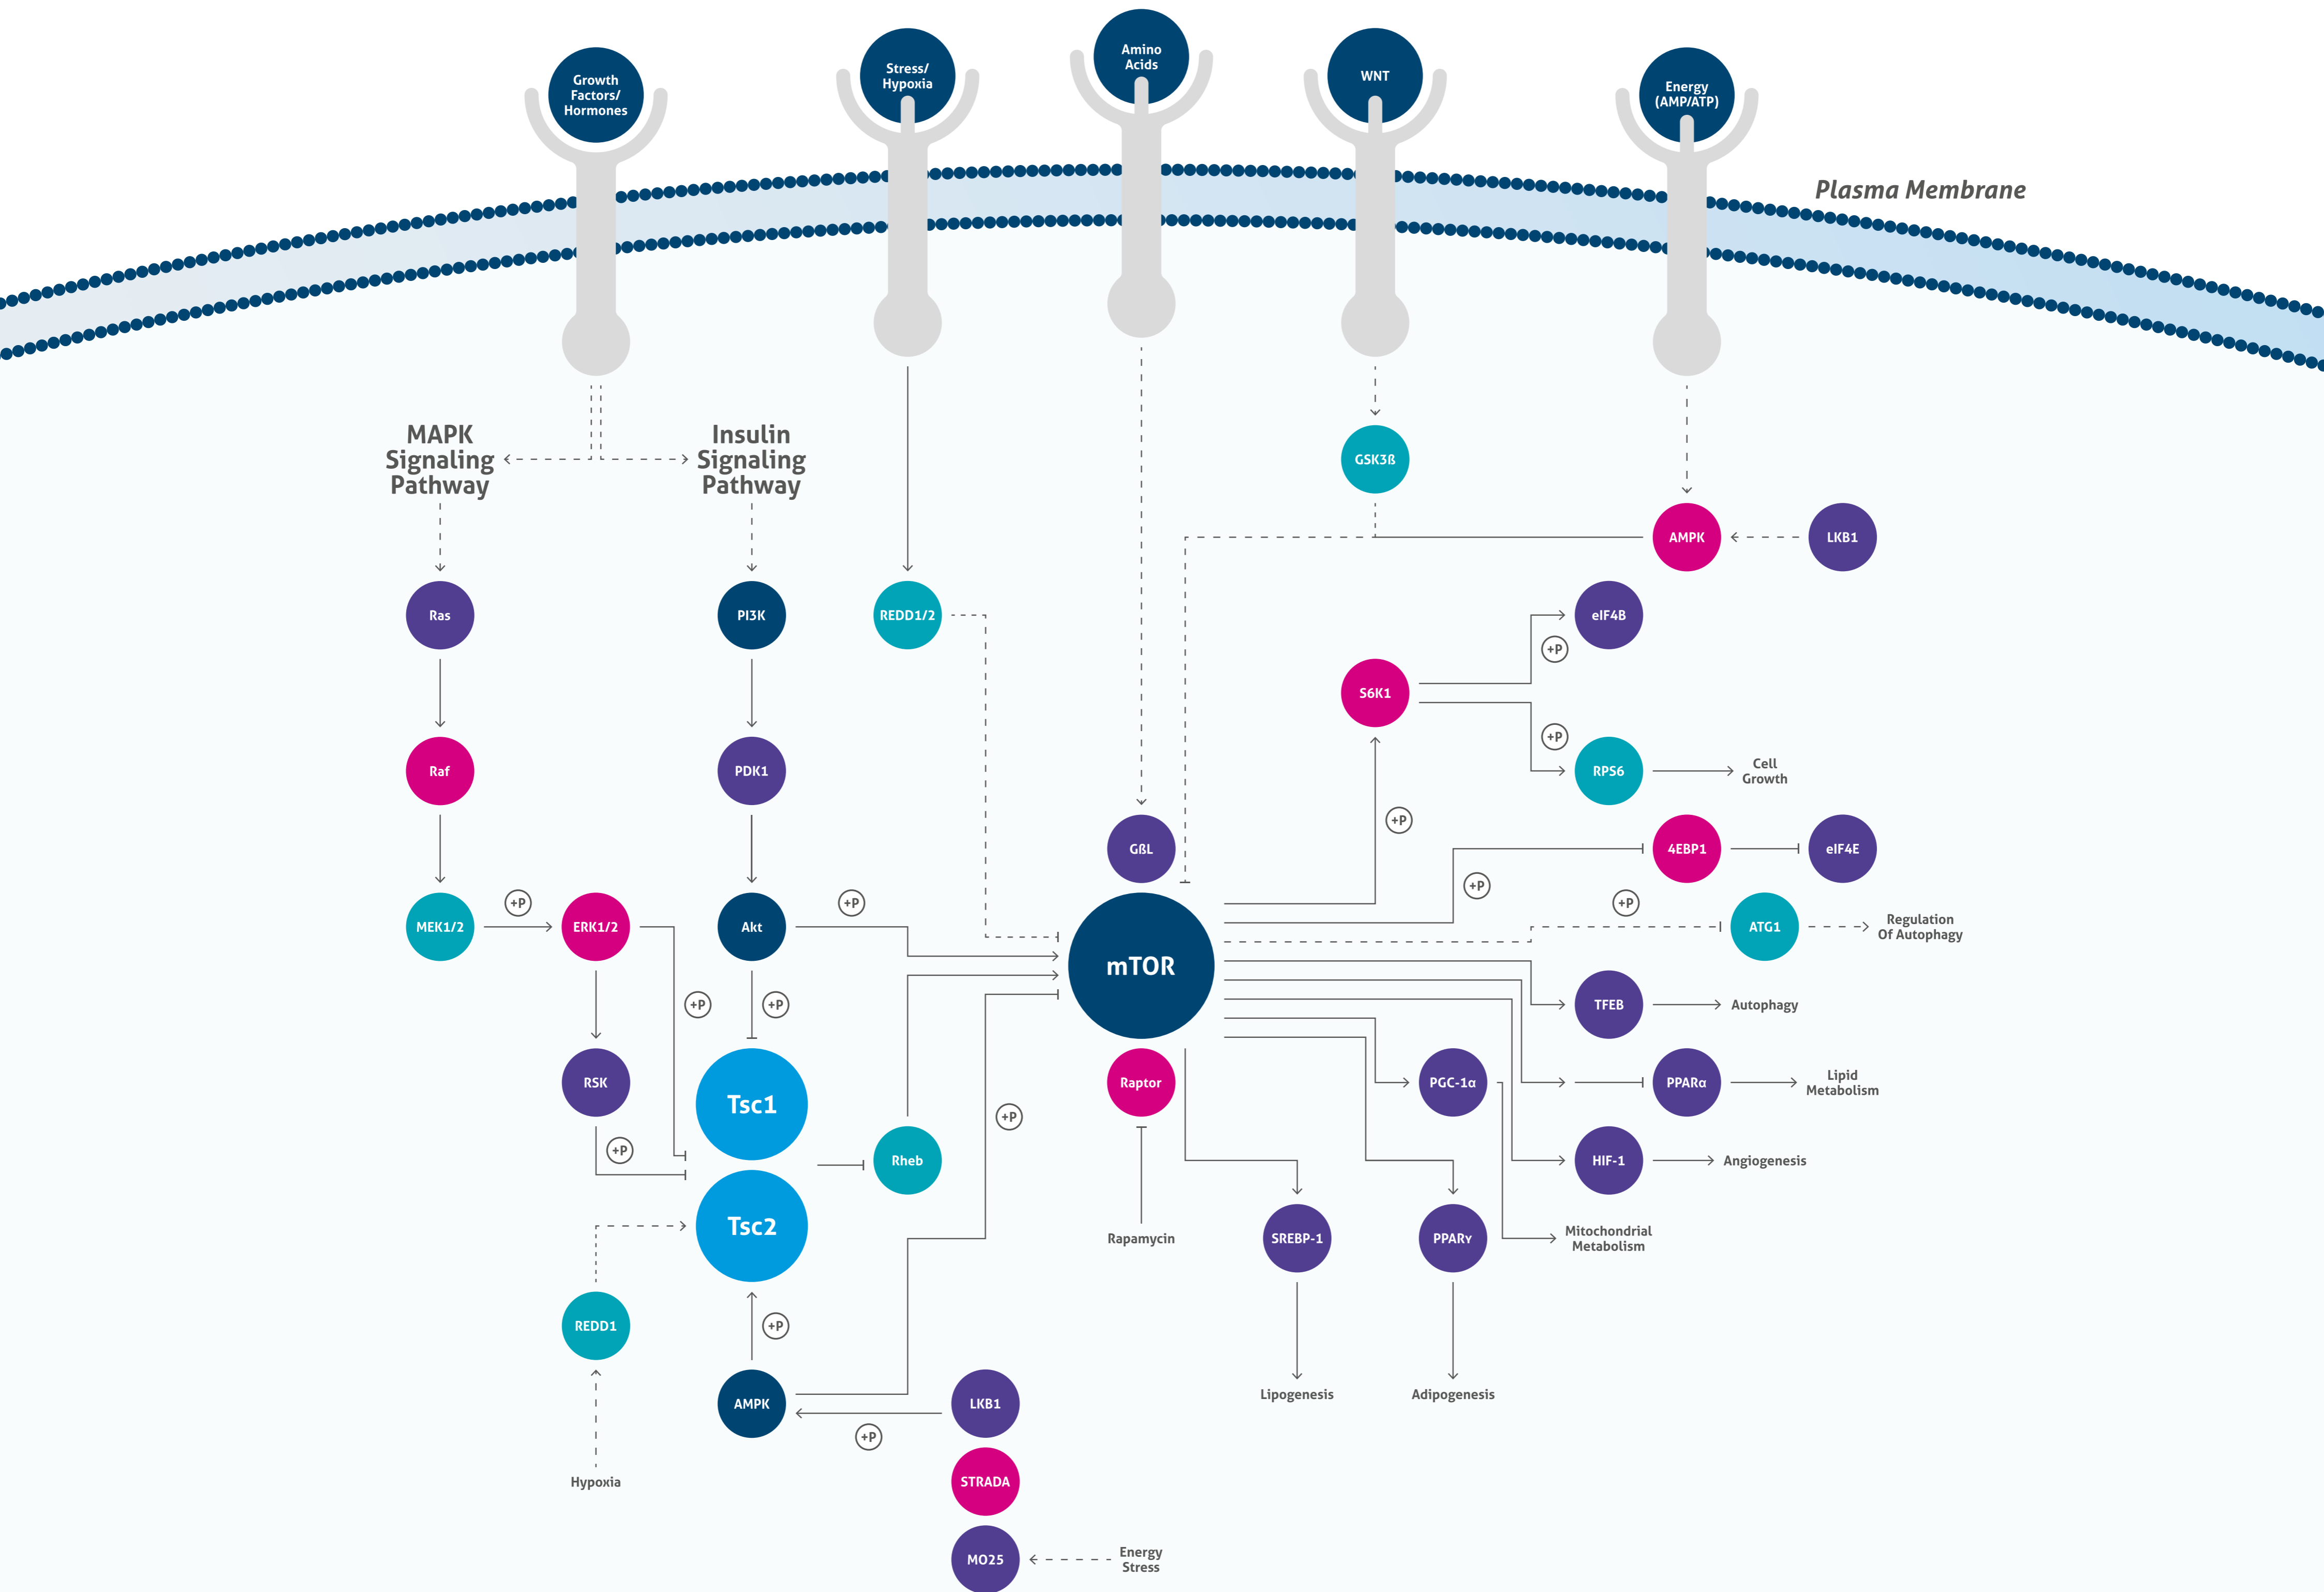 Amino
Acids
Stress/
Hypoxia
WNT
Growth
Factors/
Hormones
Energy
(AMP/ATP)
Plasma Membrane
MAPK
Signaling
Pathway
Insulin
Signaling
Pathway
GSK3ß
AMPK
LKB1
Ras
PI3K
REDD1/2
eIF4B
+P
S6K1
+P
Raf
PDK1
RPS6
Cell
Growth
+P
GßL
4EBP1
eIF4E
+P
+P
+P
+P
MEK1/2
ERK1/2
Akt
ATG1
Regulation
Of Autophagy
mTOR
+P
+P
TFEB
Autophagy
RSK
Tsc1
Raptor
PGC-1α
PPARα
Lipid
Metabolism
+P
+P
Rheb
HIF-1
Angiogenesis
Tsc2
Rapamycin
SREBP-1
PPARγ
Mitochondrial
Metabolism
REDD1
+P
AMPK
LKB1
Lipogenesis
Adipogenesis
+P
Hypoxia
STRADA
MO25
Energy
Stress